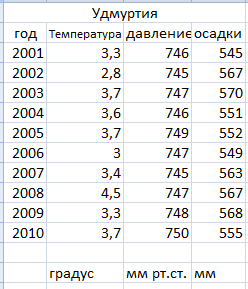 Удмуртия
год Температура давление осадки
2001 3,3 746 545
2002 2,8 745 567
2003 3,7 747 570
2004 3,6 746 551
2005 3,7 749 552
2006 3 747 549
2007 3,4 745 563
2008 4,5 747 567
2009 3,3 748 568
2010 3,7 750 555
градус мм рт.ст. мм